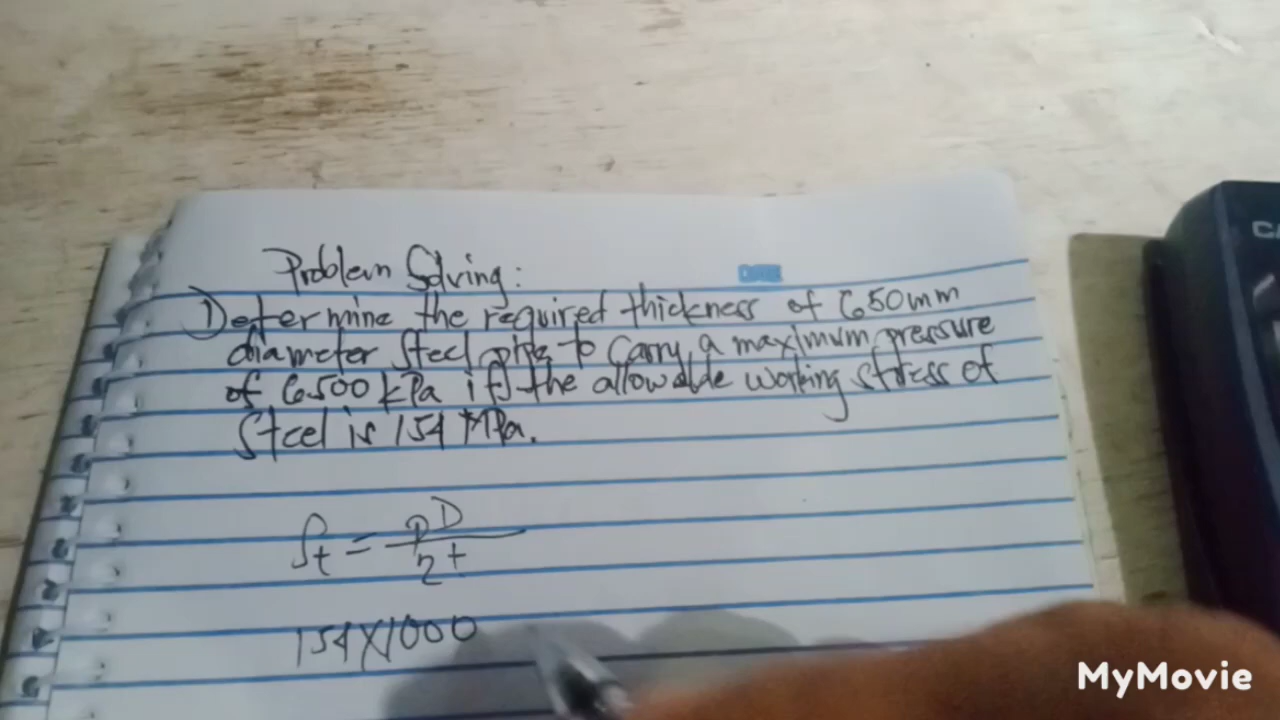 Problem Solving:
Determine the required thickness of 650mm
diameter steel pipe to carry a maximum pressure
of 6500 kPa if the allowable working stress of
Steel is 154 MPa.
St = pD / 2t
154X1000
CA
MyMovie